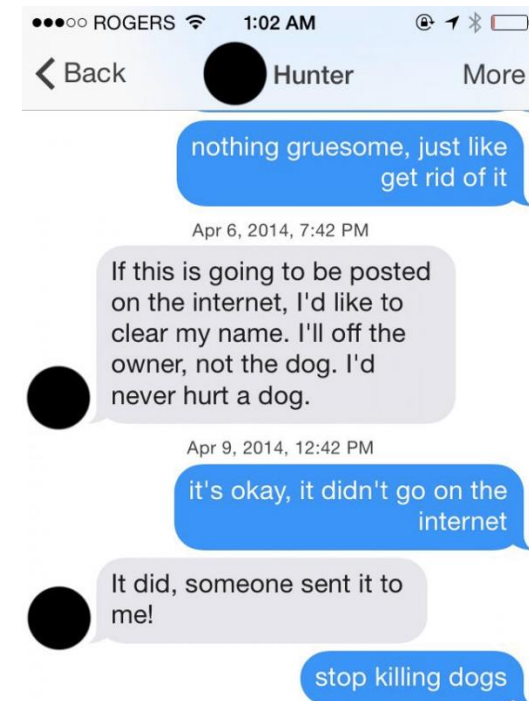 ROGERS 1:02 AM
Back Hunter More
nothing gruesome, just like
get rid of it
Apr 6, 2014, 7:42 PM
If this is going to be posted
on the internet, I'd like to
clear my name. I'll off the
owner, not the dog. I'd
never hurt a dog.
Apr 9, 2014, 12:42 PM
it's okay, it didn't go on the
internet
It did, someone sent it to
me!
stop killing dogs